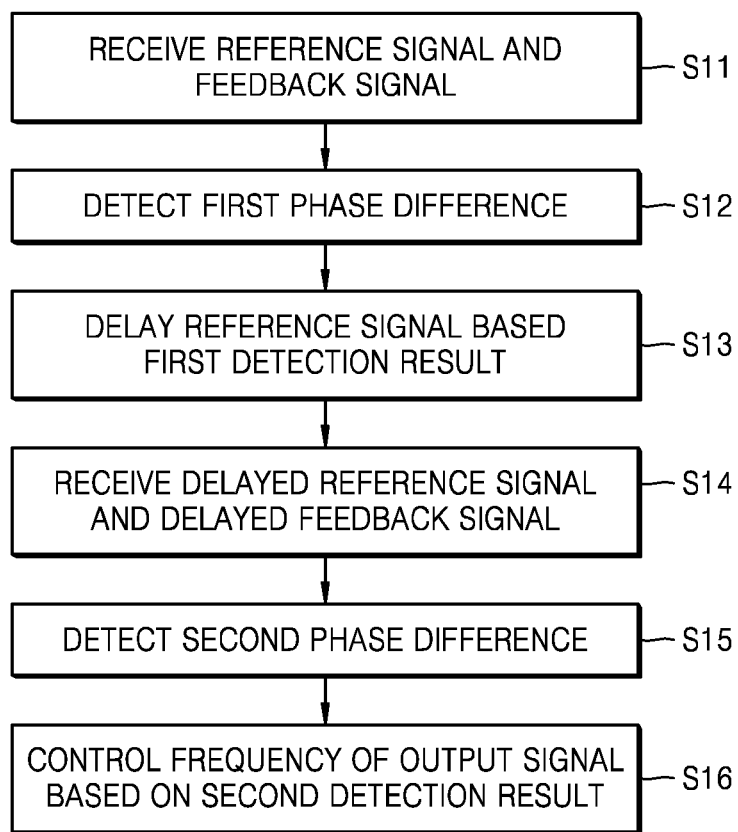 RECEIVE REFERENCE SIGNAL AND
FEEDBACK SIGNAL
S11
DETECT FIRST PHASE DIFFERENCE
S12
DELAY REFERENCE SIGNAL BASED
FIRST DETECTION RESULT
S13
RECEIVE DELAYED REFERENCE SIGNAL
AND DELAYED FEEDBACK SIGNAL
S14
DETECT SECOND PHASE DIFFERENCE
S15
CONTROL FREQUENCY OF OUTPUT SIGNAL
BASED ON SECOND DETECTION RESULT
S16